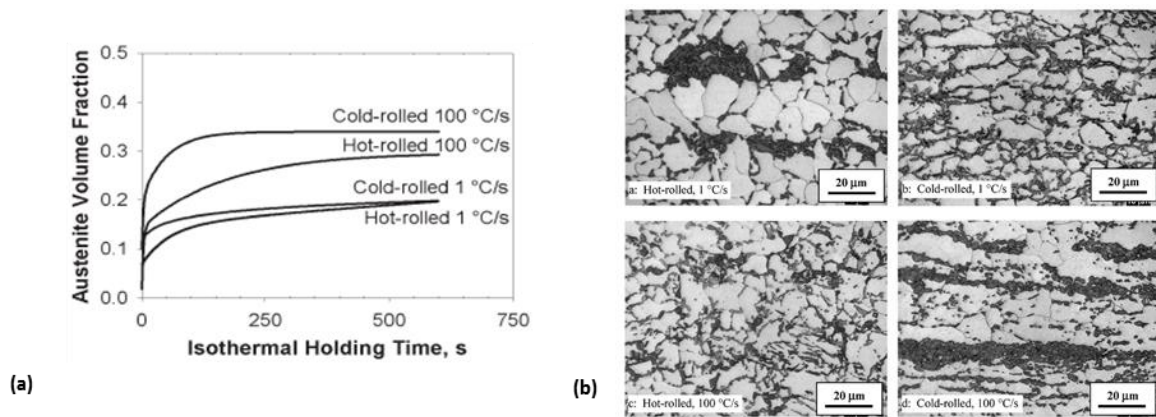 0.5
0.4
0.3
0.2
0.1
0.0
Austenite Volume Fraction
Cold-rolled 100 °C/s
Hot-rolled 100 °C/s
Cold-rolled 1 °C/s
Hot-rolled 1 °C/s
0 250 500 750
Isothermal Holding Time, s
(a)
a: Hot-rolled, 1 °C/s
20 µm
b: Cold-rolled, 1 °C/s
20 µm
(b)
c: Hot-rolled, 100 °C/s
20 µm
d: Cold-rolled, 100 °C/s
20 µm